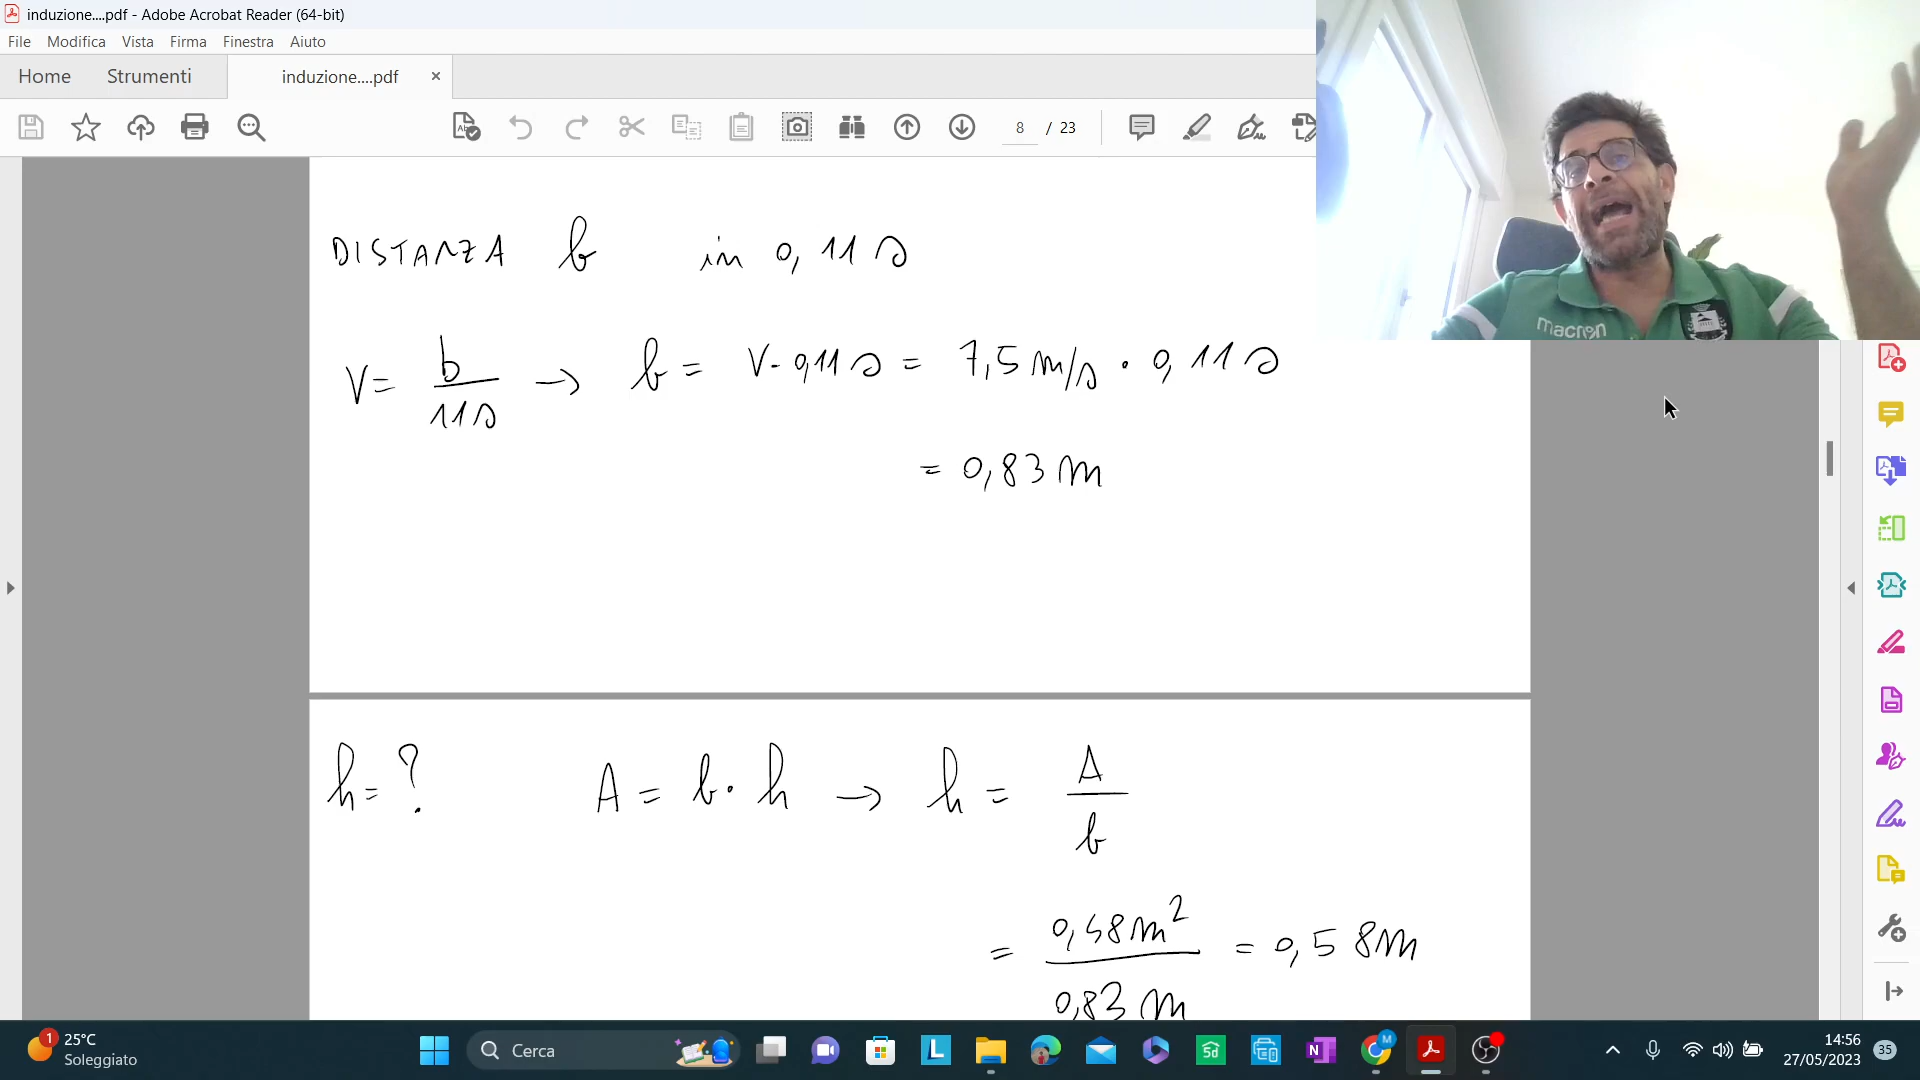 induzione....pdf - Adobe Acrobat Reader (64-bit)
File Modifica Vista Firma Finestra Aiuto
Home Strumenti induzione....pdf ×
8 / 23
macron
DISTANZA b in 0,11 s
V = b / 11 s → b = V · 0,11 s = 7,5 m/s · 0,11 s
= 0,83 m
h = ? A = b · h → h = A / b
= 0,48 m² / 0,83 m = 0,58 m
1 25°C
Soleggiato
Cerca
14:56
27/05/2023 35